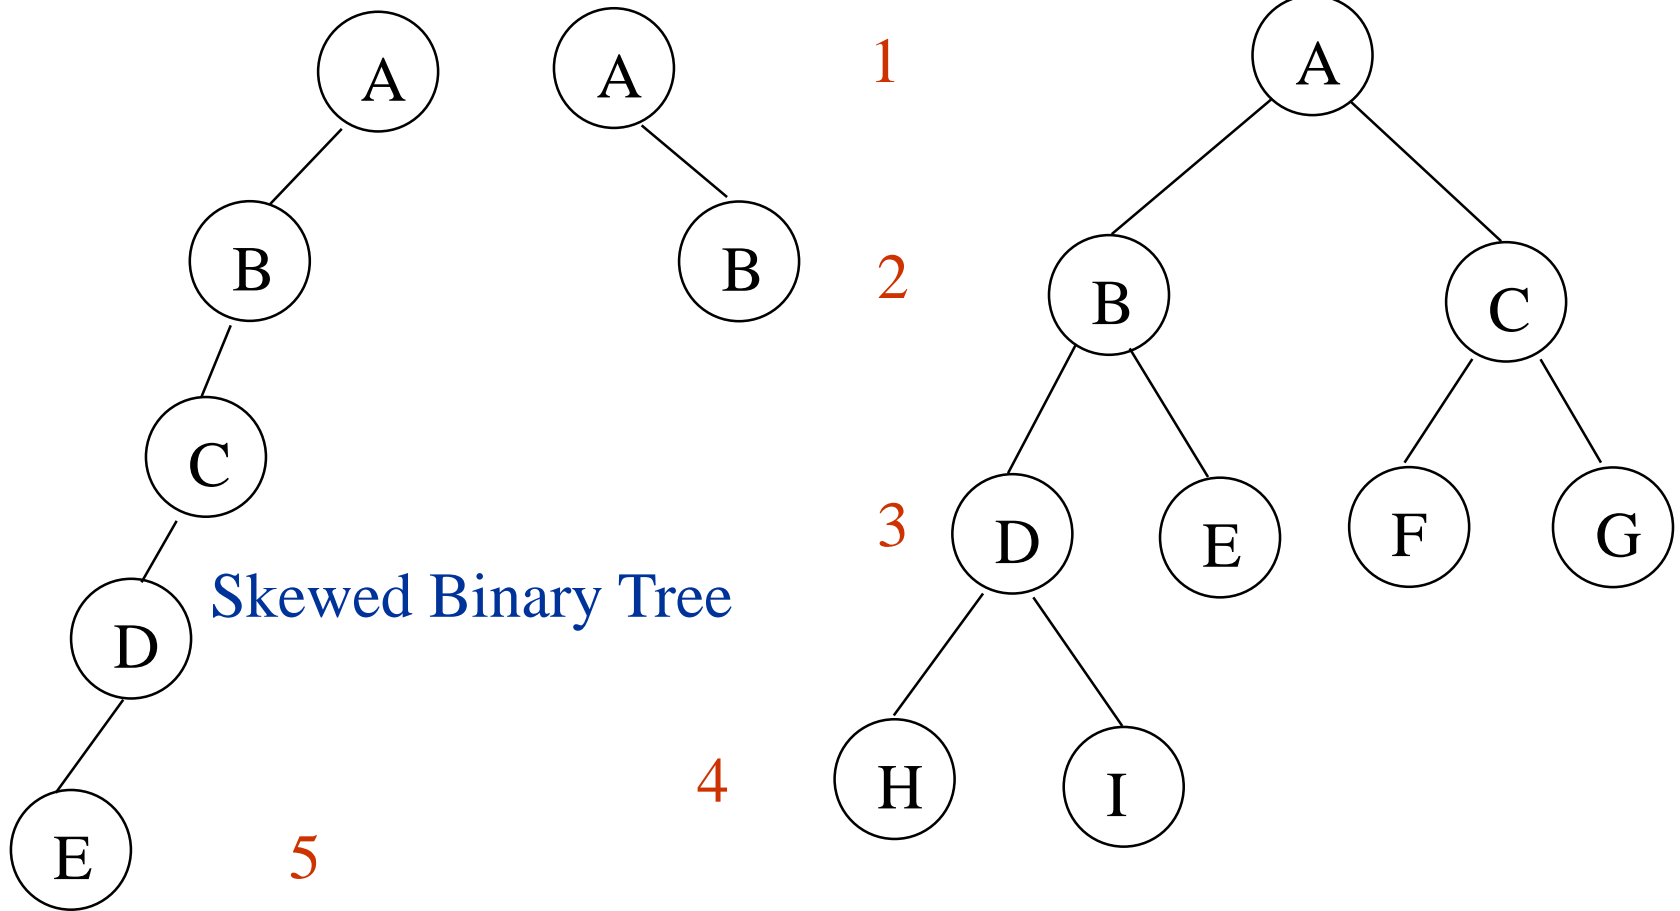 A A 1 A
B B 2 B C
C 3 D E F G
Skewed Binary Tree
D
4 H I
E 5